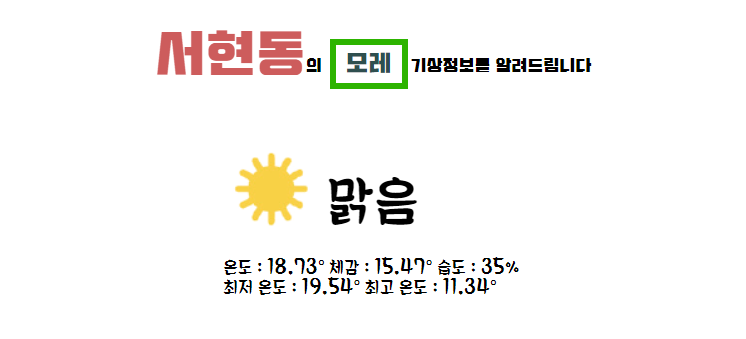 서현동의 모레 기상정보를 알려드립니다
맑음
온도 : 18.73° 체감 : 15.47° 습도 : 35%
최저 온도 : 19.54° 최고 온도 : 11.34°